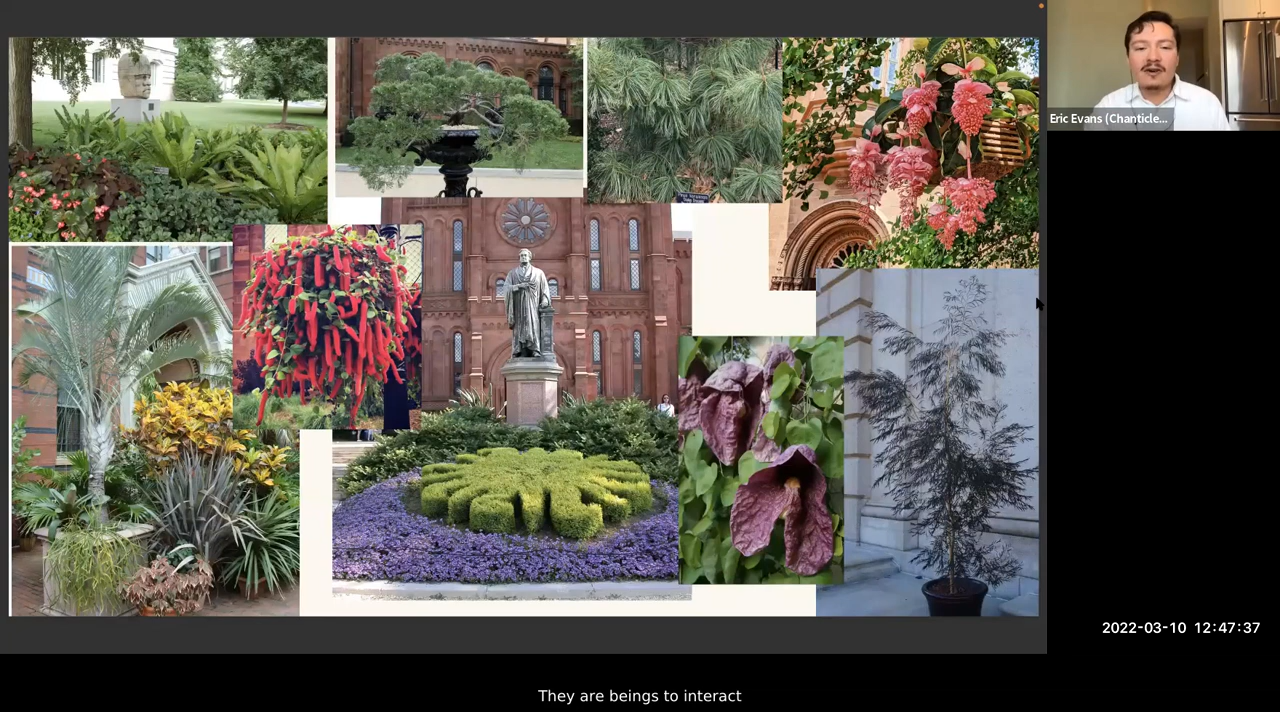 Eric Evans (Chanticle...
2022-03-10 12:47:37
They are beings to interact